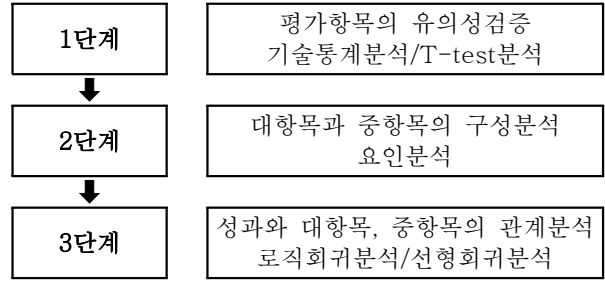 1단계
평가항목의 유의성검증
기술통계분석/T-test분석
2단계
대항목과 중항목의 구성분석
요인분석
3단계
성과와 대항목, 중항목의 관계분석
로직회귀분석/선형회귀분석